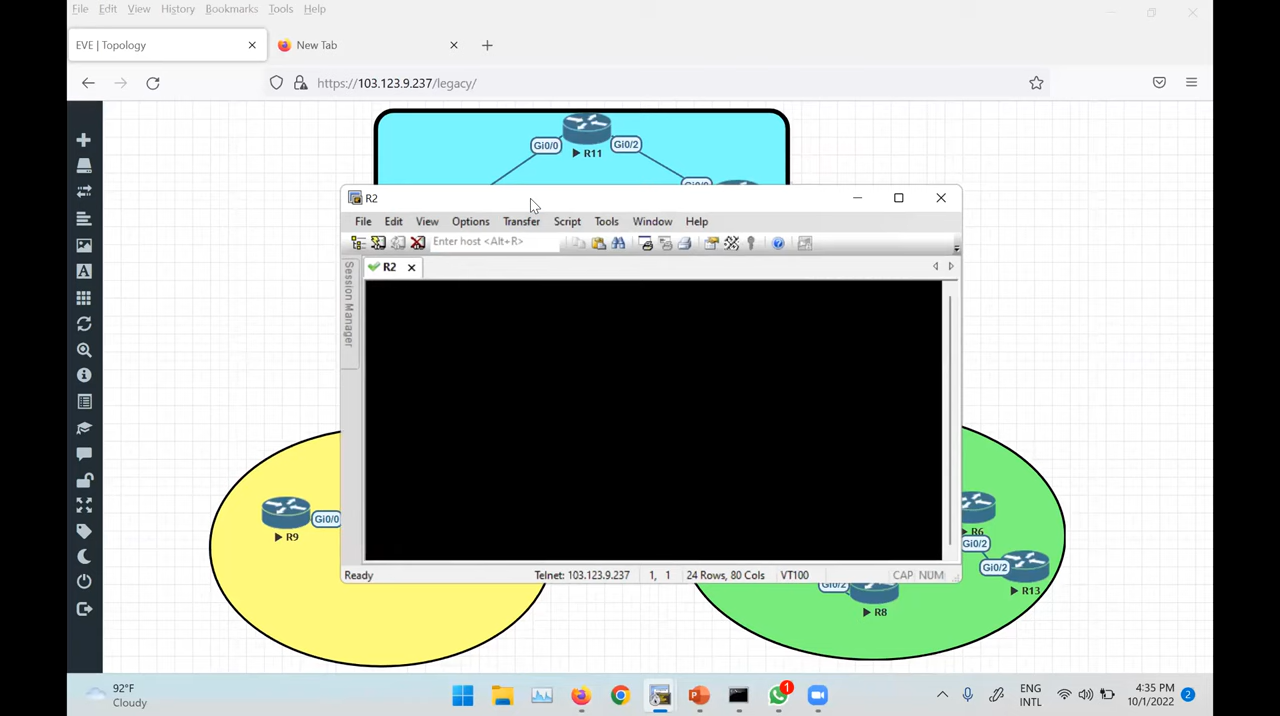 File Edit View History Bookmarks Tools Help
EVE | Topology
New Tab
https://103.123.9.237/legacy/
R11
Gi0/0
Gi0/2
R2
File Edit View Options Transfer Script Tools Window Help
Enter host <Alt+R>
R2
Session Manager
Ready
Telnet: 103.123.9.237
1, 1
24 Rows, 80 Cols
VT100
CAP NUM
R9
Gi0/0
R6
Gi0/2
Gi0/2
R13
Gi0/2
R8
92°F
Cloudy
1
ENG
INTL
4:35 PM
10/1/2022
2